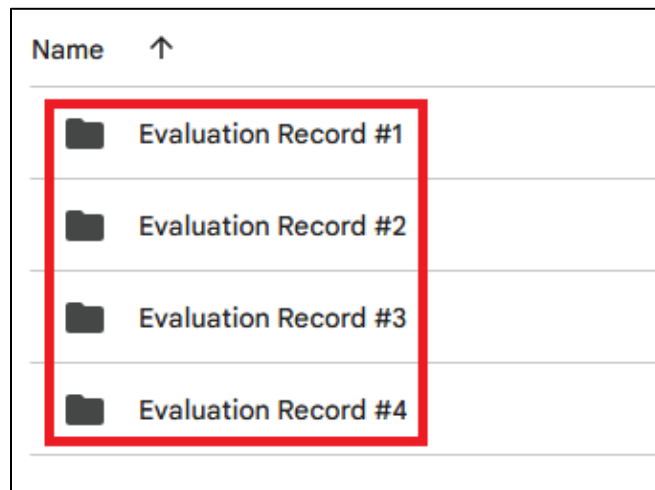 Name
Evaluation Record #1
Evaluation Record #2
Evaluation Record #3
Evaluation Record #4